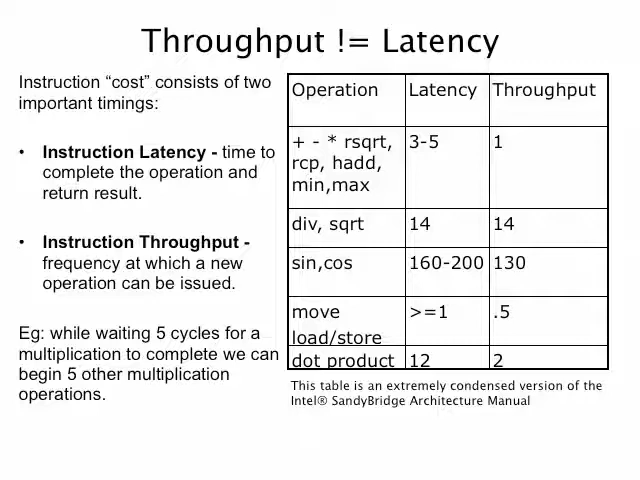 Throughput != Latency
Instruction “cost” consists of two
important timings:
• Instruction Latency - time to
complete the operation and
return result.
• Instruction Throughput -
frequency at which a new
operation can be issued.
Eg: while waiting 5 cycles for a
multiplication to complete we can
begin 5 other multiplication
operations.
Operation Latency Throughput
+ - * rsqrt, 3-5 1
rcp, hadd,
min,max
div, sqrt 14 14
sin,cos 160-200 130
move >=1 .5
load/store
dot product 12 2
This table is an extremely condensed version of the
Intel® SandyBridge Architecture Manual